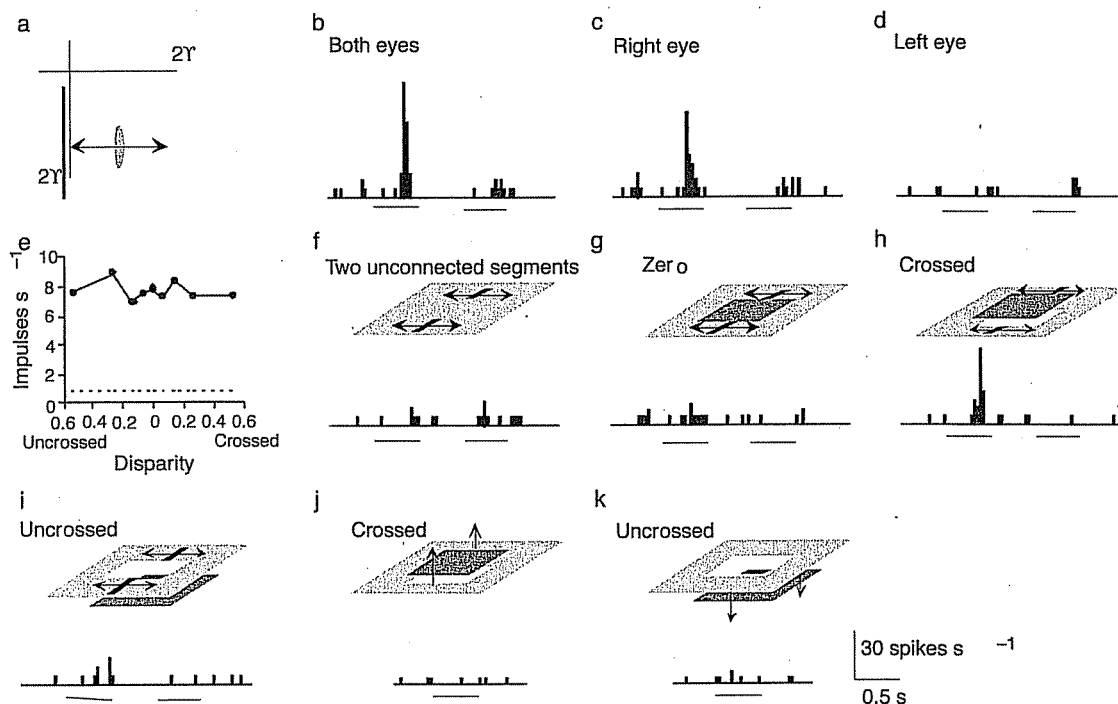 a
2ϒ
2ϒ
b
Both eyes
c
Right eye
d
Left eye
e
Impulses s −1
10
8
6
4
2
0
0.6 0.4 0.2 0 0.2 0.4 0.6
Uncrossed
Crossed
Disparity
f
Two unconnected segments
g
Zero
h
Crossed
i
Uncrossed
j
Crossed
k
Uncrossed
30 spikes s −1
0.5 s